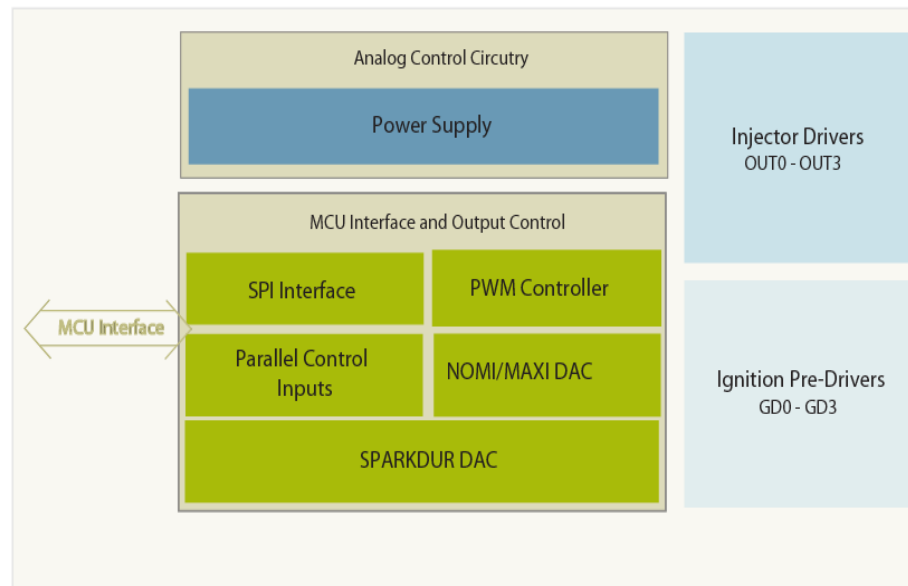 Analog Control Circutry
Power Supply
Injector Drivers
OUT0 - OUT3
MCU Interface and Output Control
SPI Interface
PWM Controller
MCU Interface
Parallel Control
Inputs
NOMI/MAXI DAC
Ignition Pre-Drivers
GD0 - GD3
SPARKDUR DAC